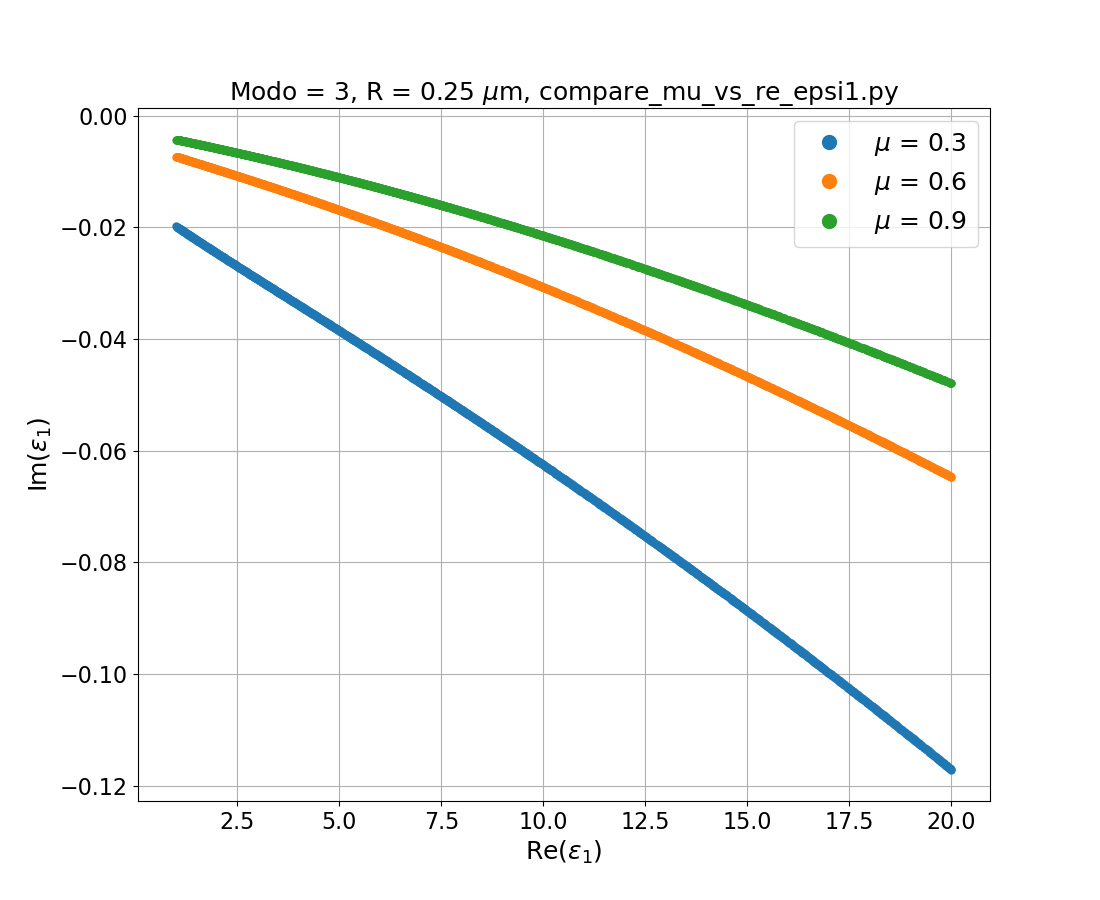 Modo = 3, R = 0.25 μm, compare_mu_vs_re_epsi1.py
0.00
−0.02
−0.04
−0.06
−0.08
−0.10
−0.12
Im(ε₁)
μ = 0.3
μ = 0.6
μ = 0.9
2.5 5.0 7.5 10.0 12.5 15.0 17.5 20.0
Re(ε₁)